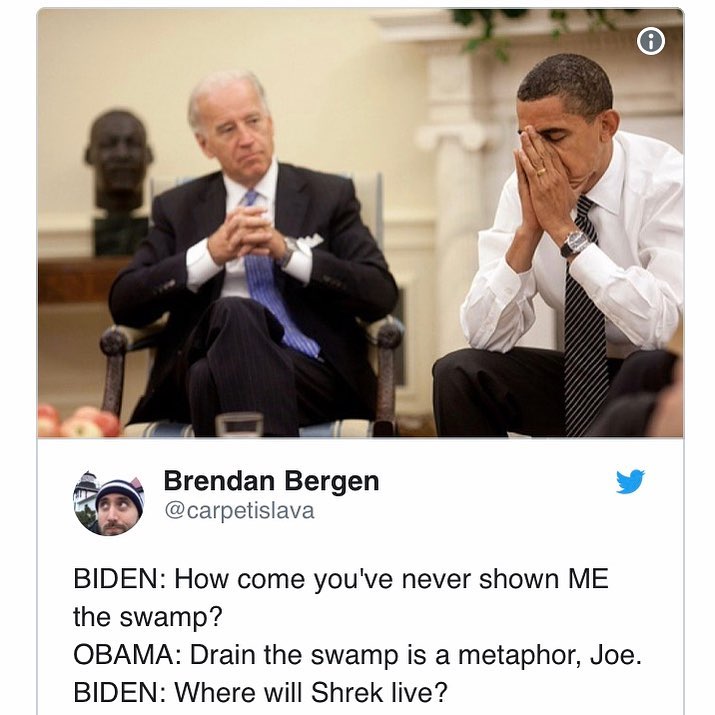 Brendan Bergen
@carpetislava
BIDEN: How come you've never shown ME
the swamp?
OBAMA: Drain the swamp is a metaphor, Joe.
BIDEN: Where will Shrek live?